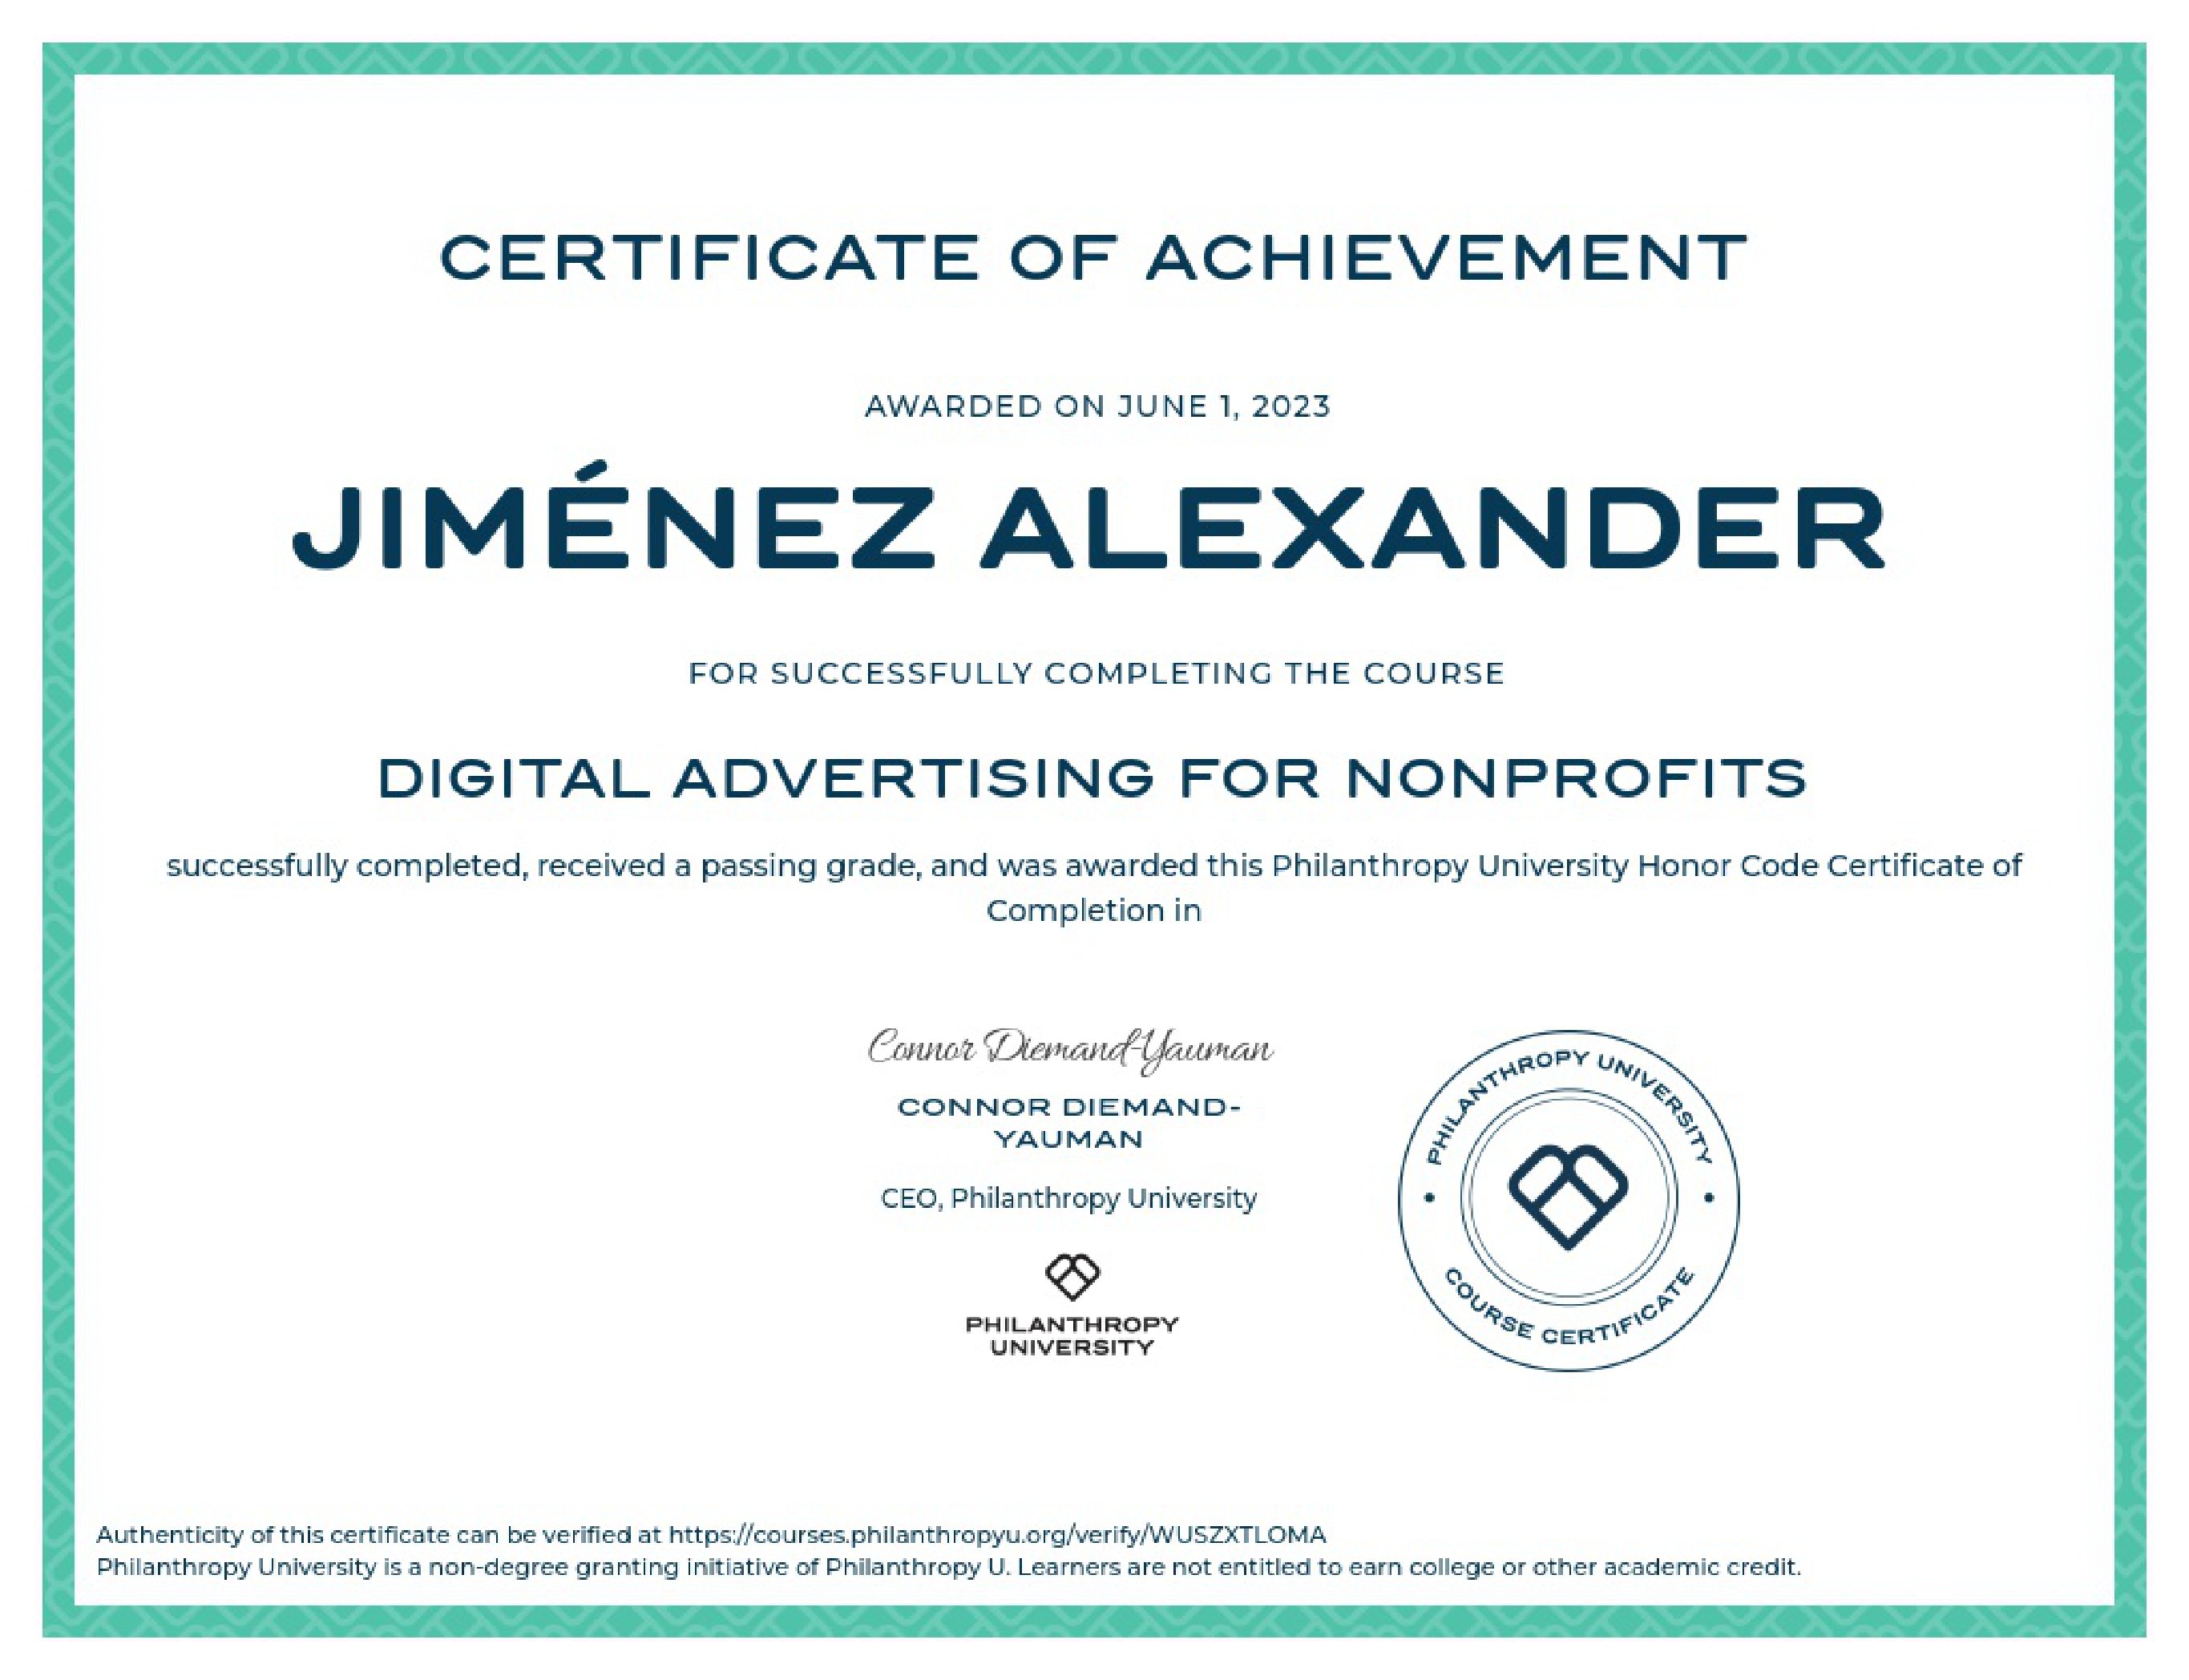 CERTIFICATE OF ACHIEVEMENT
AWARDED ON JUNE 1, 2023
JIMÉNEZ ALEXANDER
FOR SUCCESSFULLY COMPLETING THE COURSE
DIGITAL ADVERTISING FOR NONPROFITS
successfully completed, received a passing grade, and was awarded this Philanthropy University Honor Code Certificate of
Completion in
Connor Diemand-Yauman
CONNOR DIEMAND-
YAUMAN
CEO, Philanthropy University
PHILANTHROPY
UNIVERSITY
PHILANTHROPY UNIVERSITY
COURSE CERTIFICATE
Authenticity of this certificate can be verified at https://courses.philanthropyu.org/verify/WUSZXTLOMA
Philanthropy University is a non-degree granting initiative of Philanthropy U. Learners are not entitled to earn college or other academic credit.